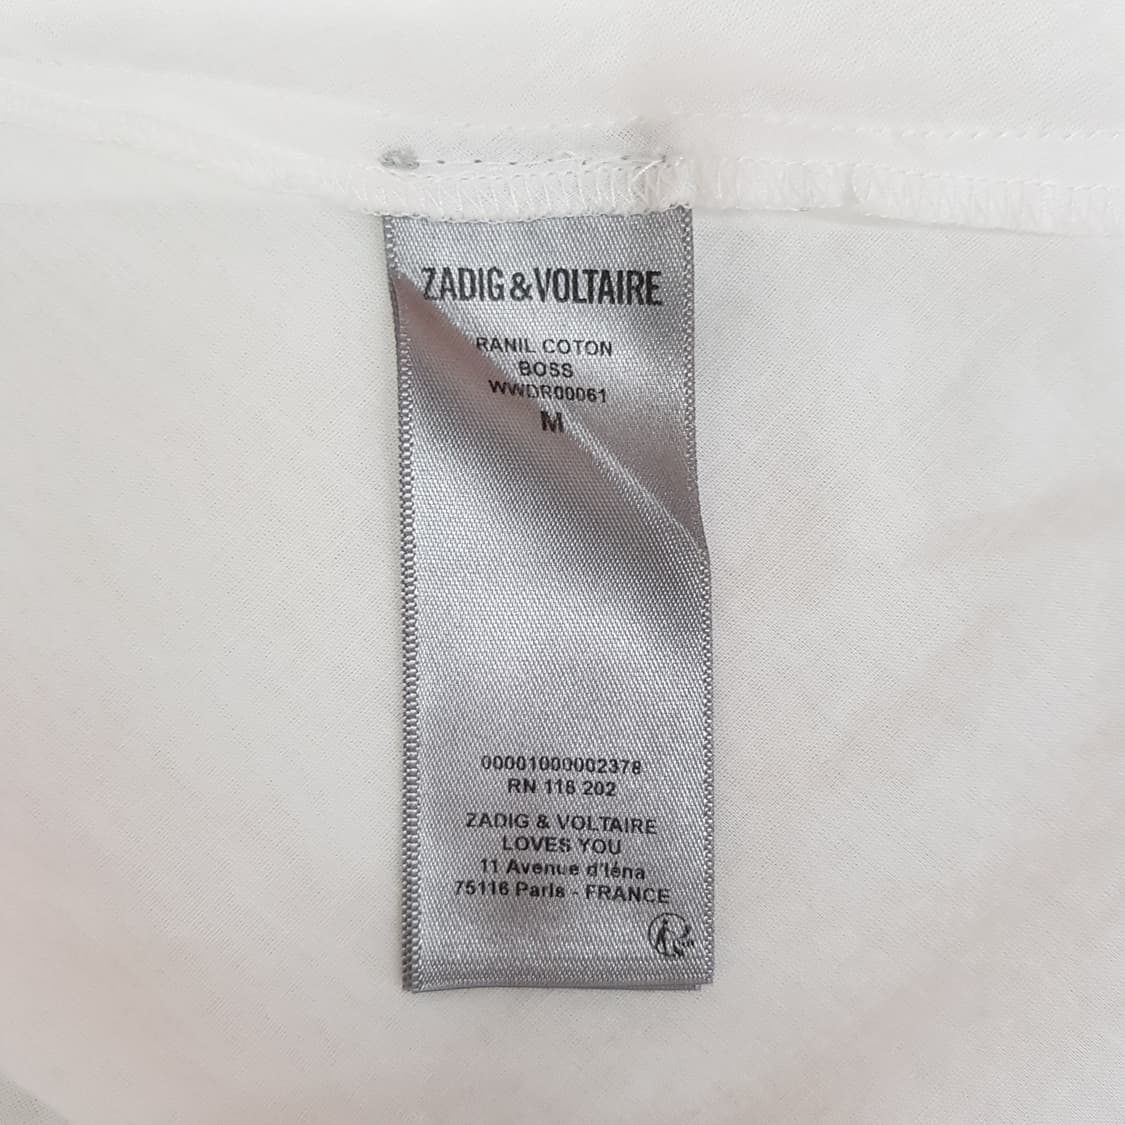 ZADIG&VOLTAIRE
RANIL COTON
BOSS
WWDR00061
M
00001000002378
RN 116 202
ZADIG & VOLTAIRE
LOVES YOU
11 Avenue d'Iéna
75116 Paris - FRANCE